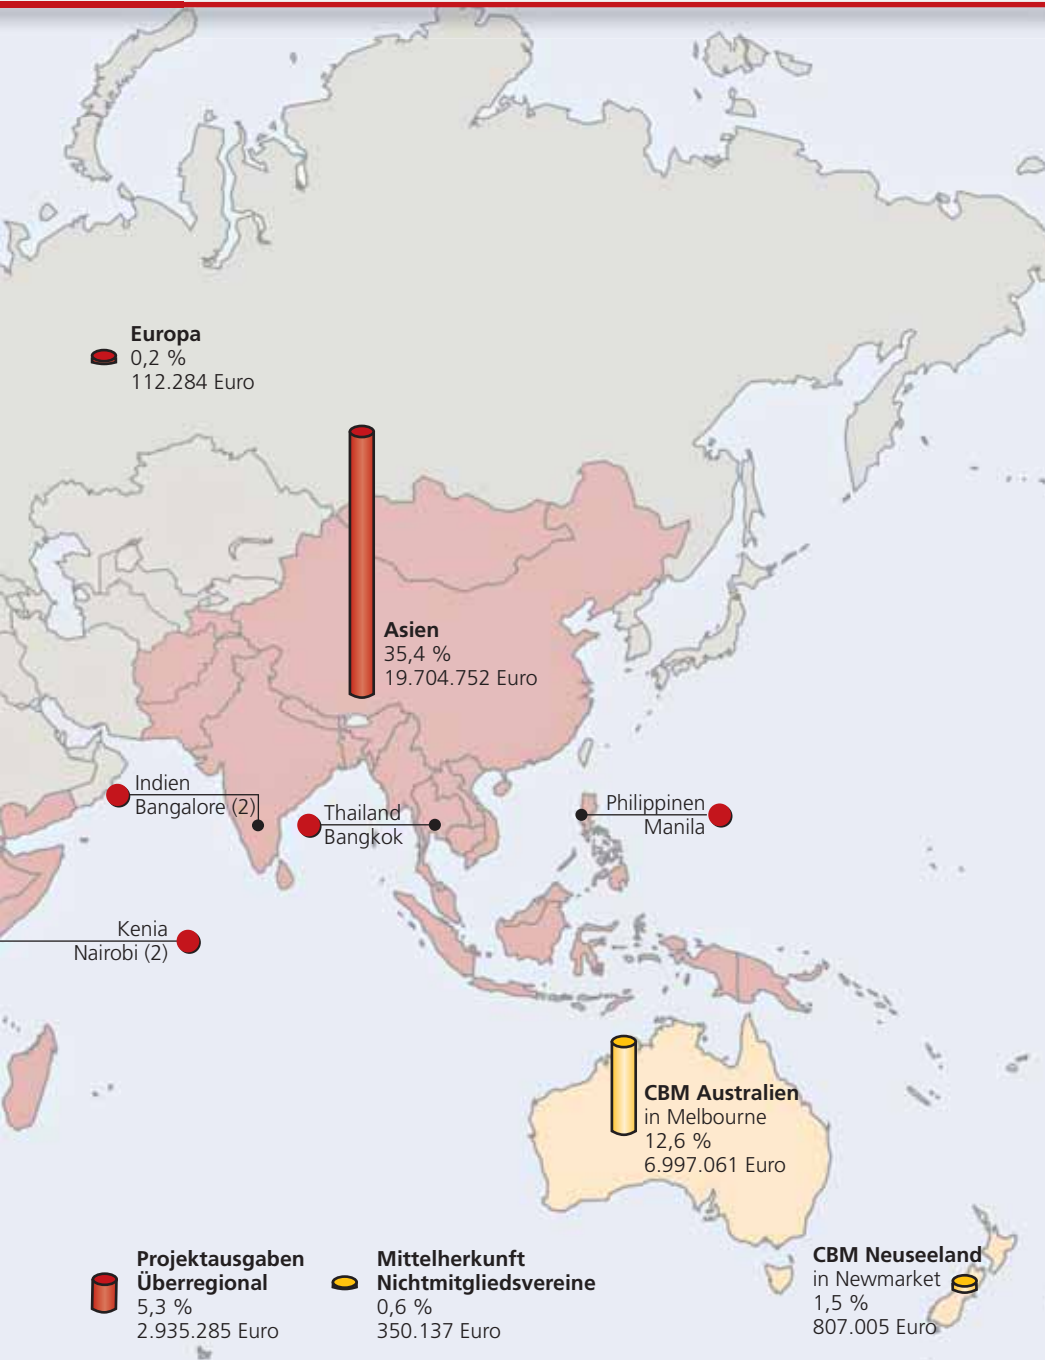 Europa
0,2 %
112.284 Euro
Asien
35,4 %
19.704.752 Euro
Indien
Bangalore (2)
Thailand
Bangkok
Philippinen
Manila
Kenia
Nairobi (2)
CBM Australien
in Melbourne
12,6 %
6.997.061 Euro
Projektausgaben
Überregional
5,3 %
2.935.285 Euro
Mittelherkunft
Nichtmitgliedsvereine
0,6 %
350.137 Euro
CBM Neuseeland
in Newmarket
1,5 %
807.005 Euro